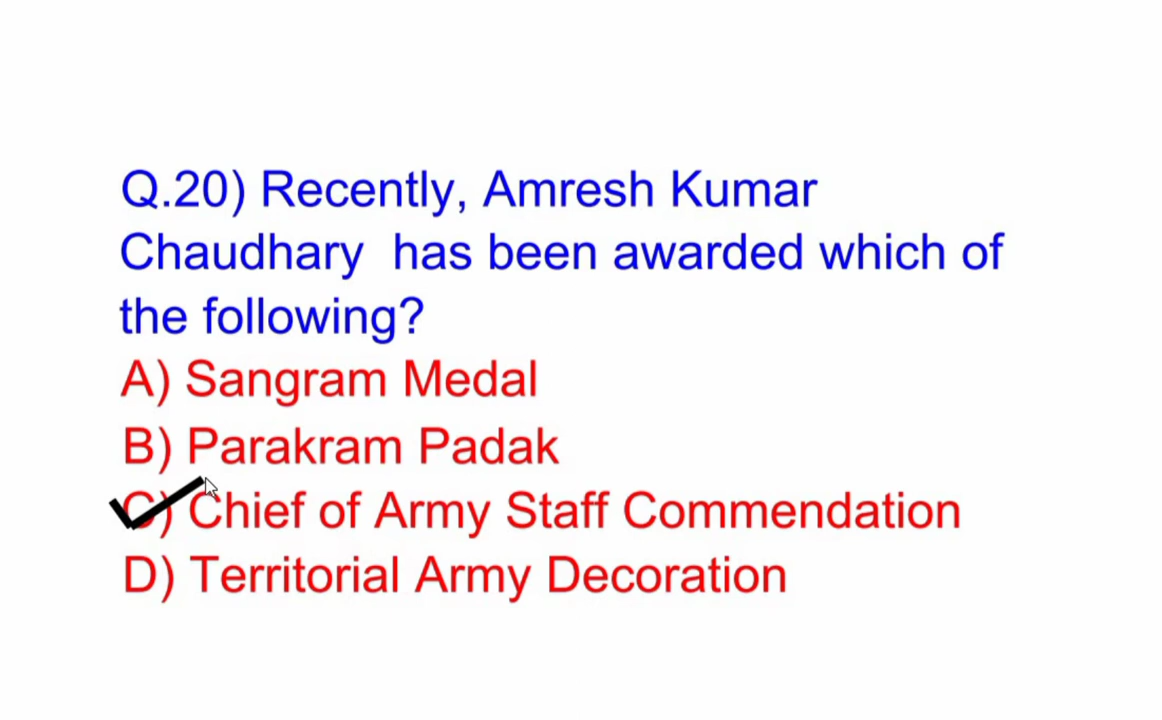 Q.20) Recently, Amresh Kumar
Chaudhary has been awarded which of
the following?
A) Sangram Medal
B) Parakram Padak
C) Chief of Army Staff Commendation
D) Territorial Army Decoration